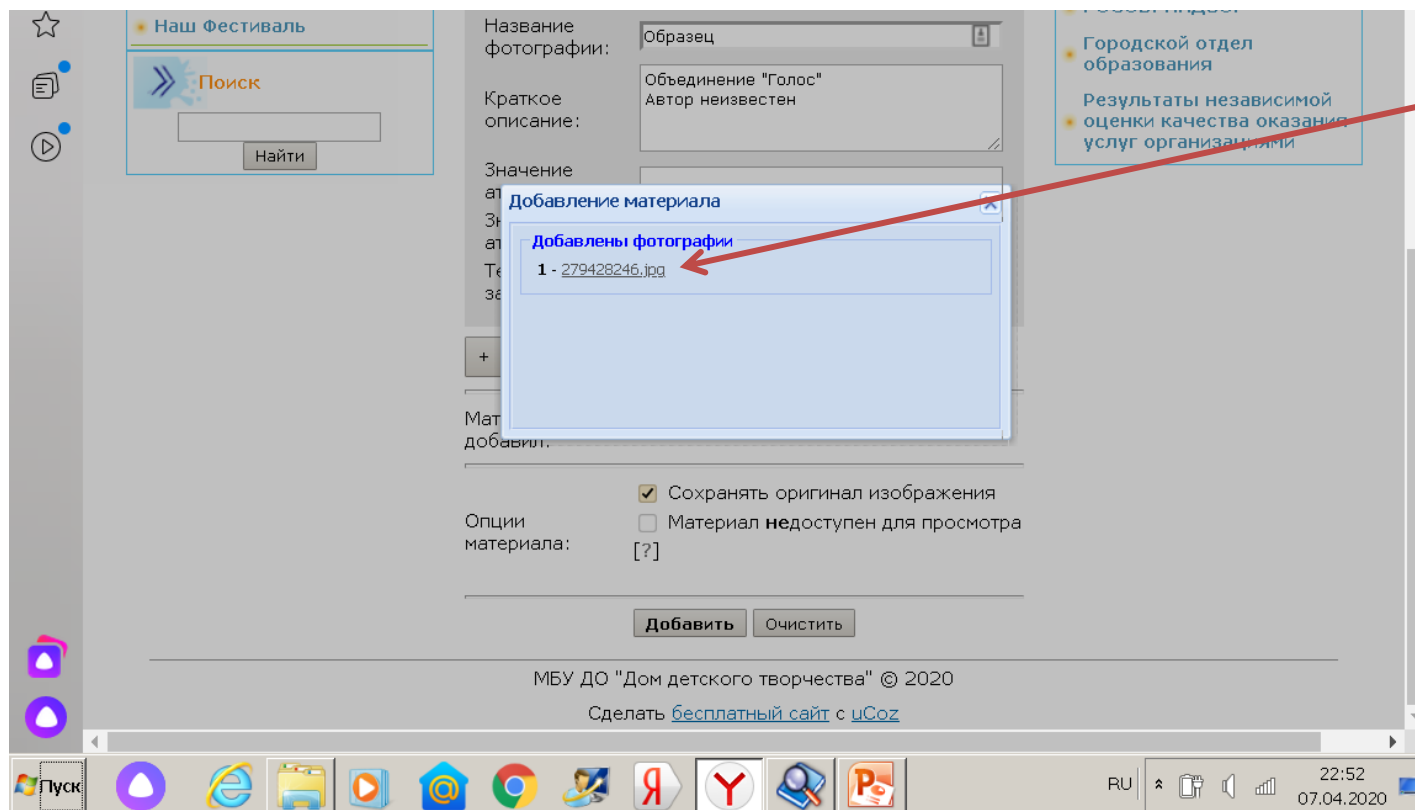 Наш Фестиваль
Поиск
Найти
Название
фотографии:
Образец
Краткое
описание:
Объединение "Голос"
Автор неизвестен
Значение
Добавление материала
Добавлены фотографии
1 - 279428246.jpg
+
добавил:
Опции
материала:
Сохранять оригинал изображения
Материал недоступен для просмотра
[?]
Добавить
Очистить
Городской отдел
образования
Результаты независимой
оценки качества оказания
услуг организациями
МБУ ДО "Дом детского творчества" © 2020
Сделать бесплатный сайт с uCoz
Пуск
RU
22:52
07.04.2020